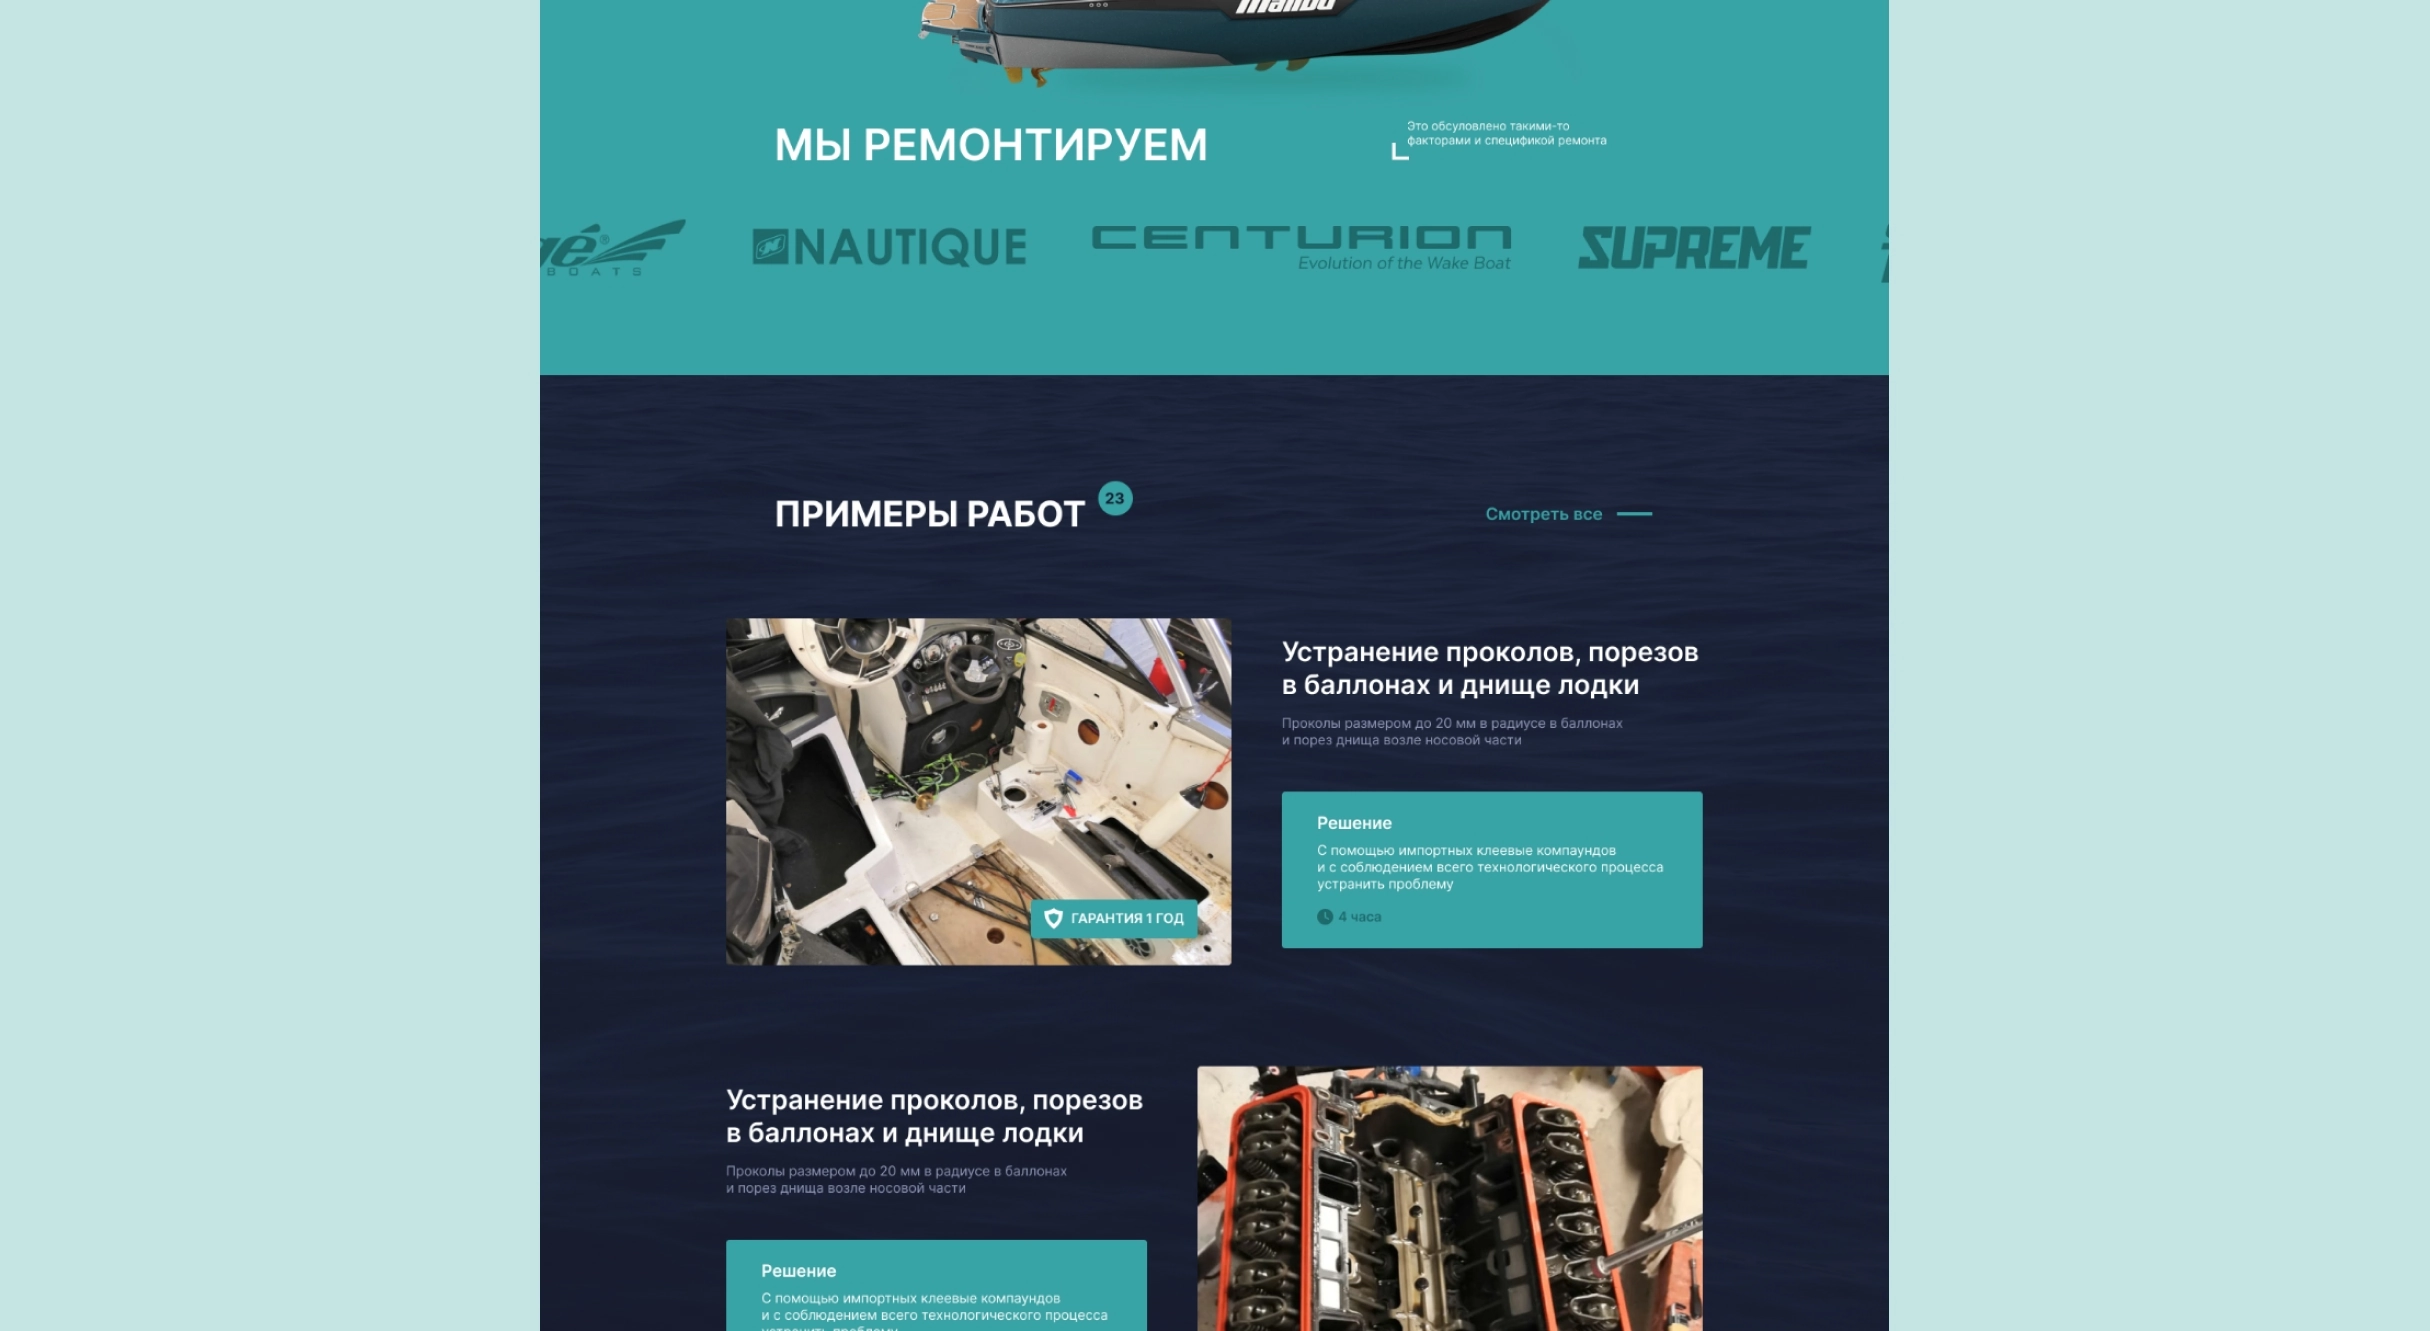 malibu
МЫ РЕМОНТИРУЕМ
Это обусловлено такими-то
факторами и спецификой ремонта
BOATS
NAUTIQUE
CENTURION
Evolution of the Wake Boat
SUPREME
ПРИМЕРЫ РАБОТ 23
Смотреть все
ГАРАНТИЯ 1 ГОД
Устранение проколов, порезов
в баллонах и днище лодки
Проколы размером до 20 мм в радиусе в баллонах
и порез днища возле носовой части
Решение
С помощью импортных клеевые компаундов
и с соблюдением всего технологического процесса
устранить проблему
4 часа
Устранение проколов, порезов
в баллонах и днище лодки
Проколы размером до 20 мм в радиусе в баллонах
и порез днища возле носовой части
Решение
С помощью импортных клеевые компаундов
и с соблюдением всего технологического процесса
устранить проблему